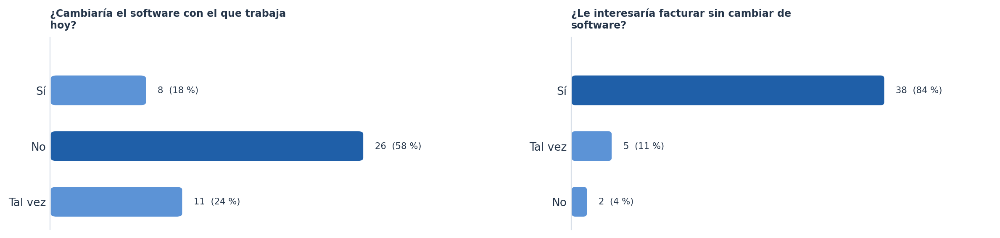 ¿Cambiaría el software con el que trabaja
hoy?
Sí
8 (18 %)
No
26 (58 %)
Tal vez
11 (24 %)
¿Le interesaría facturar sin cambiar de
software?
Sí
38 (84 %)
Tal vez
5 (11 %)
No
2 (4 %)